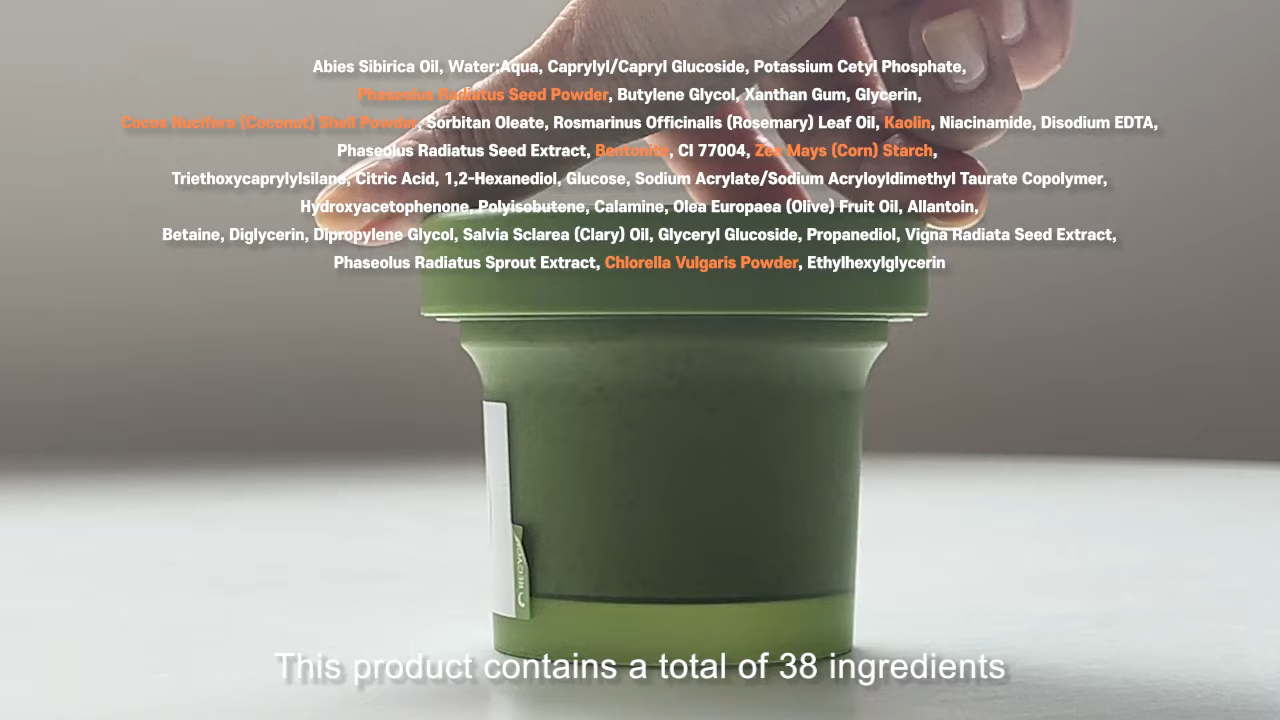 Abies Sibirica Oil, Water:Aqua, Caprylyl/Capryl Glucoside, Potassium Cetyl Phosphate,
Phaseolus Radiatus Seed Powder, Butylene Glycol, Xanthan Gum, Glycerin,
Cocos Nucifera (Coconut) Shell Powder, Sorbitan Oleate, Rosmarinus Officinalis (Rosemary) Leaf Oil, Kaolin, Niacinamide, Disodium EDTA,
Phaseolus Radiatus Seed Extract, Bentonite, CI 77004, Zea Mays (Corn) Starch,
Triethoxycaprylylsilane, Citric Acid, 1,2-Hexanediol, Glucose, Sodium Acrylate/Sodium Acryloyldimethyl Taurate Copolymer,
Hydroxyacetophenone, Polyisobutene, Calamine, Olea Europaea (Olive) Fruit Oil, Allantoin,
Betaine, Diglycerin, Dipropylene Glycol, Salvia Sclarea (Clary) Oil, Glyceryl Glucoside, Propanediol, Vigna Radiata Seed Extract,
Phaseolus Radiatus Sprout Extract, Chlorella Vulgaris Powder, Ethylhexylglycerin
This product contains a total of 38 ingredients